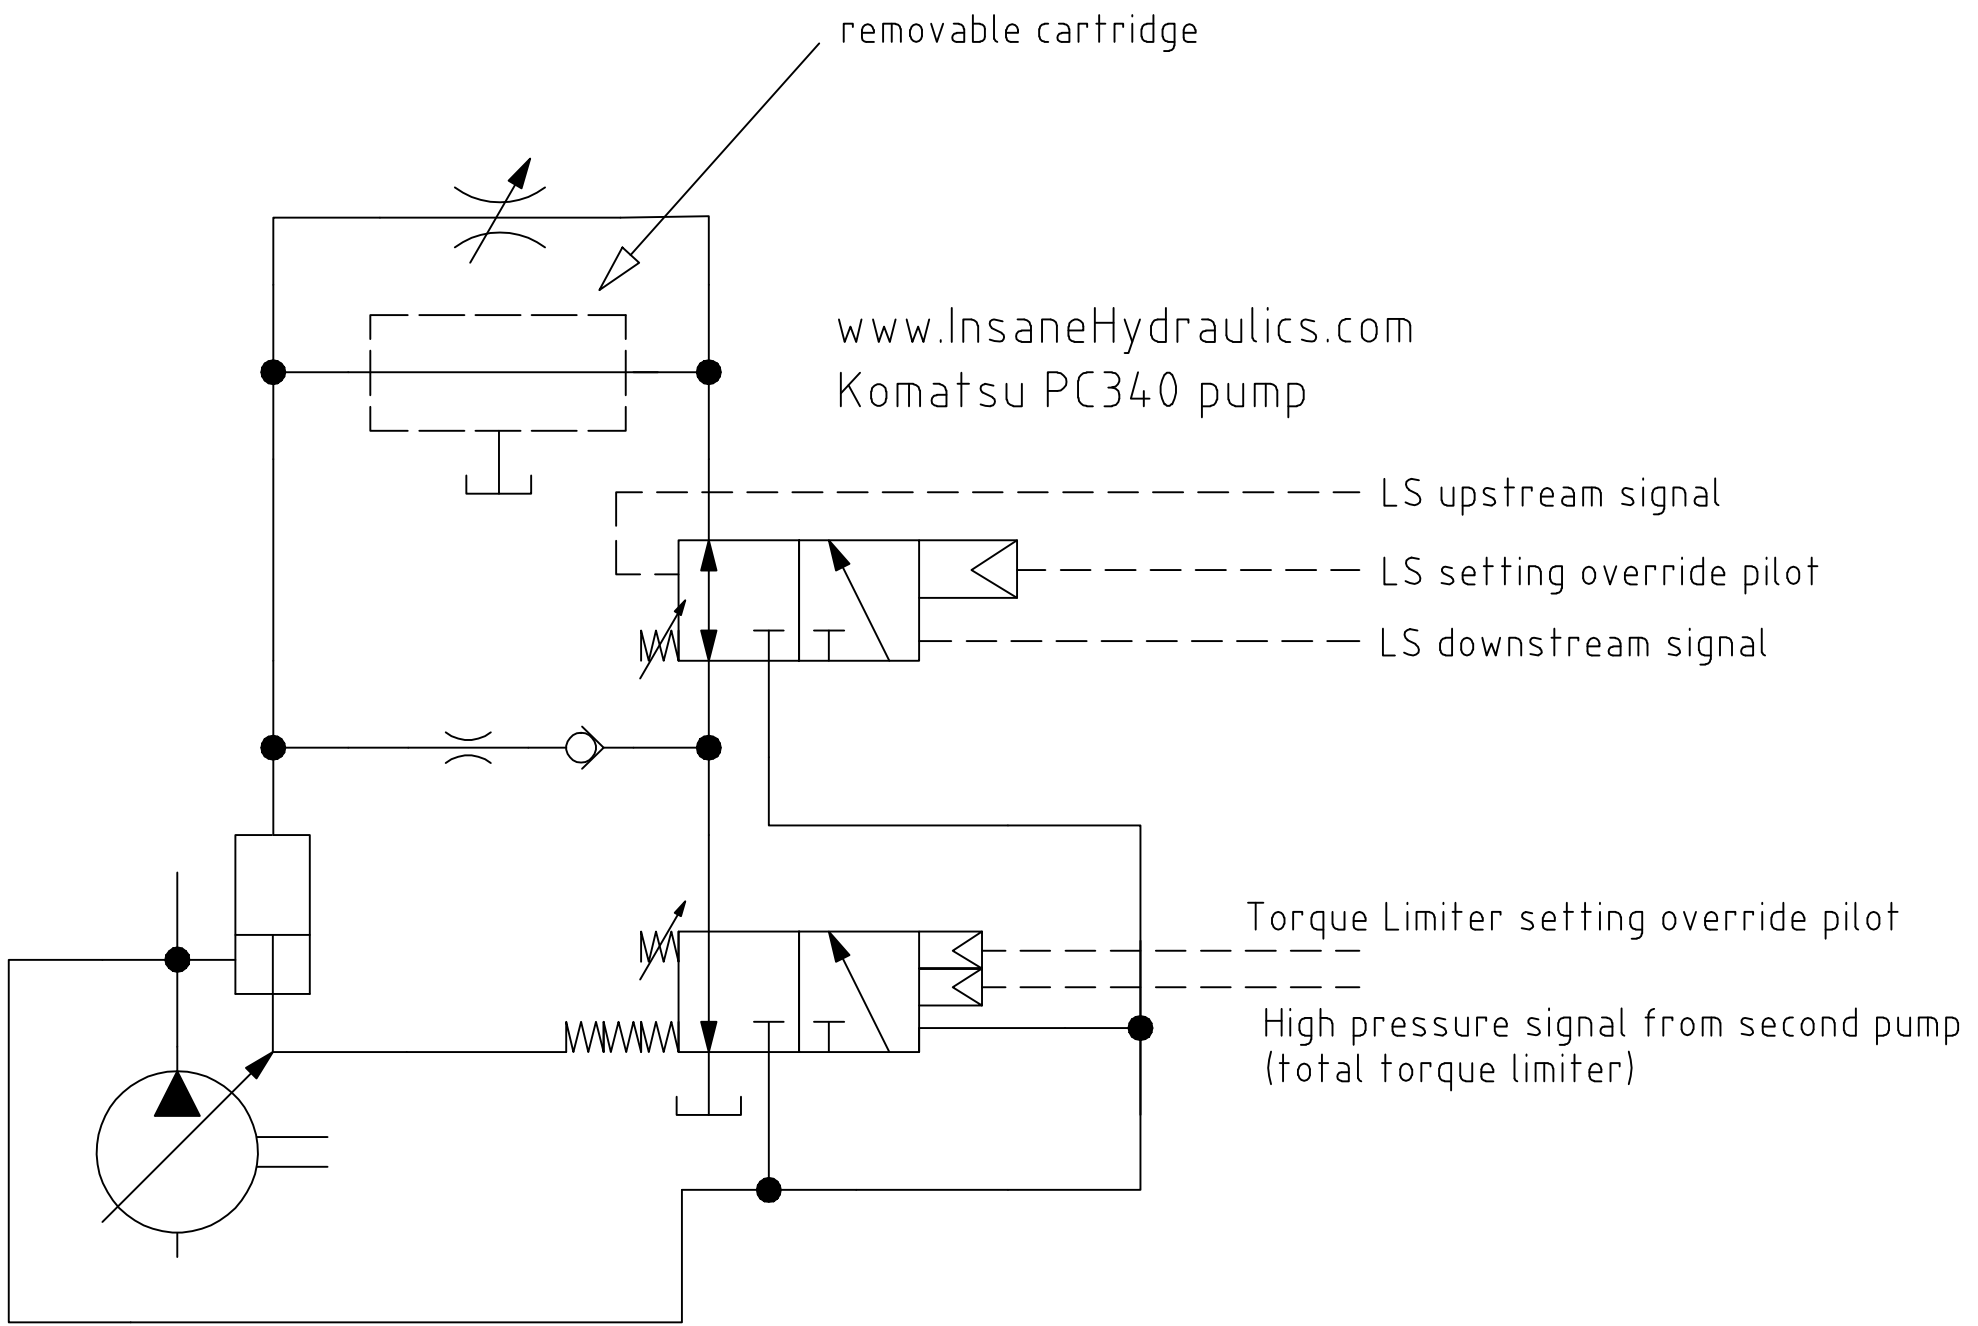 removable cartridge
www.InsaneHydraulics.com
Komatsu PC340 pump
LS upstream signal
LS setting override pilot
LS downstream signal
Torque Limiter setting override pilot
High pressure signal from second pump
(total torque limiter)